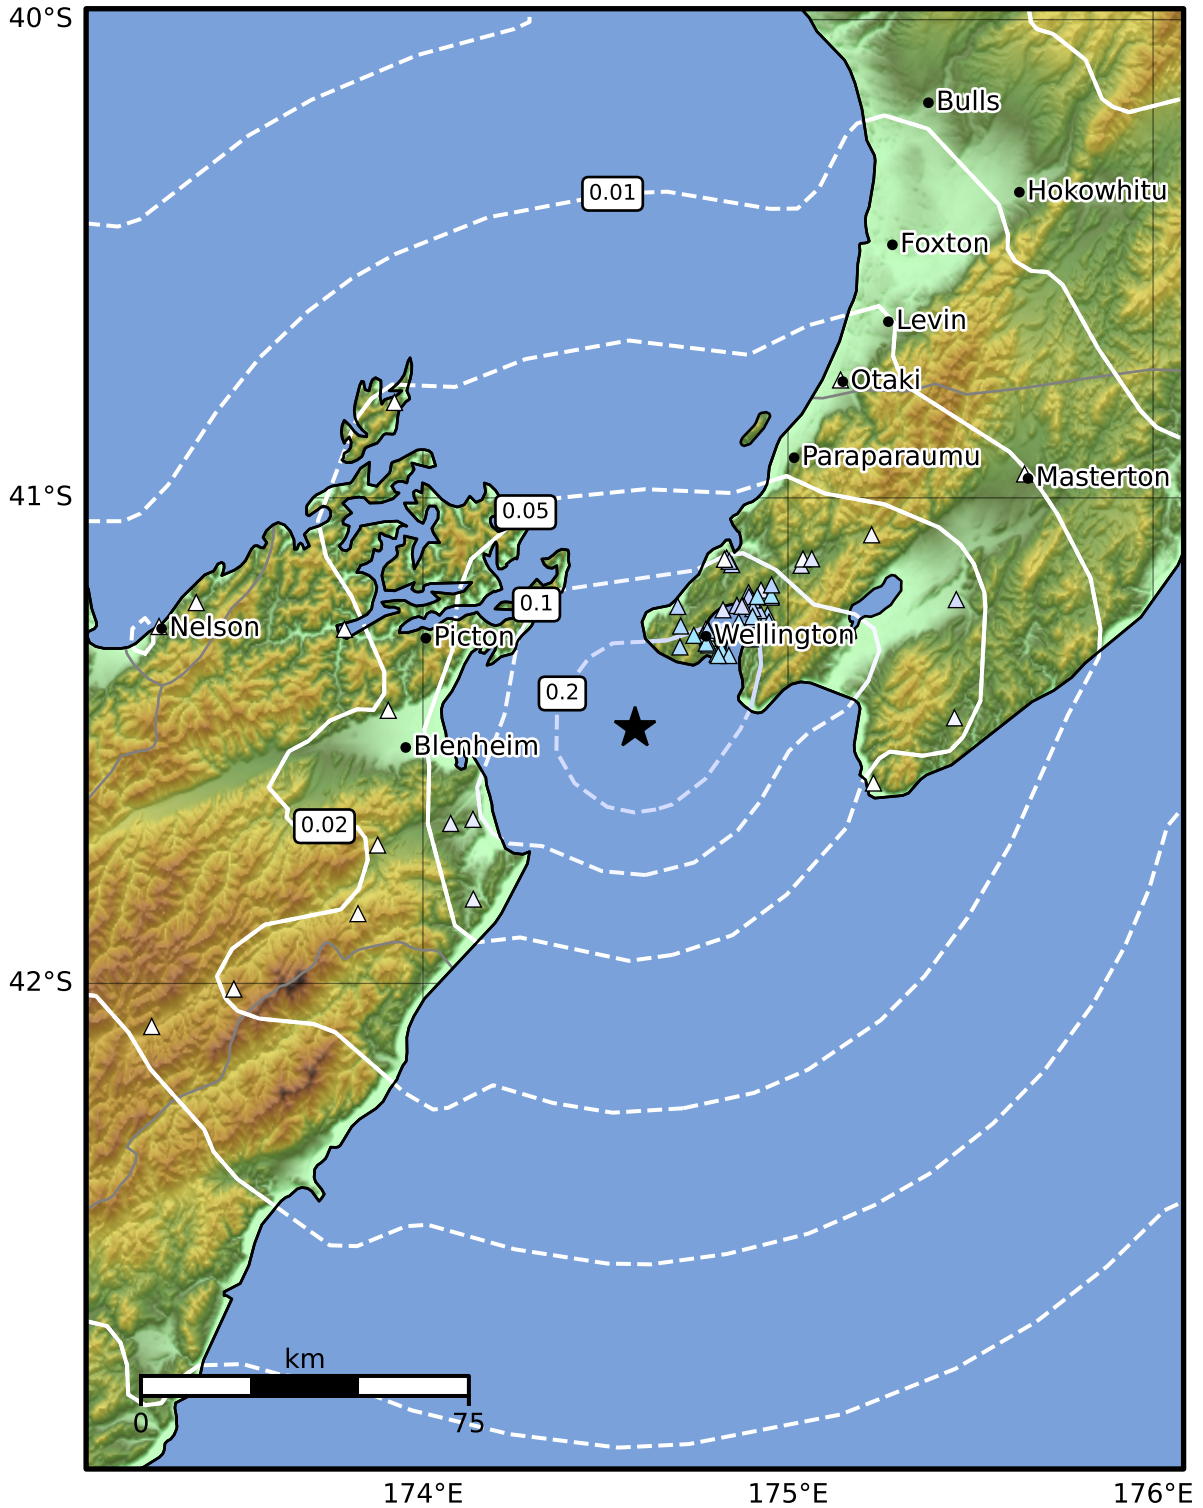 40°S
Bulls
Hokowhitu
0.01
Foxton
Levin
Otaki
Paraparaumu
Masterton
41°S
0.05
0.1
Nelson
Picton
Wellington
0.2
Blenheim
0.02
42°S
km
0 75
174°E 175°E 176°E